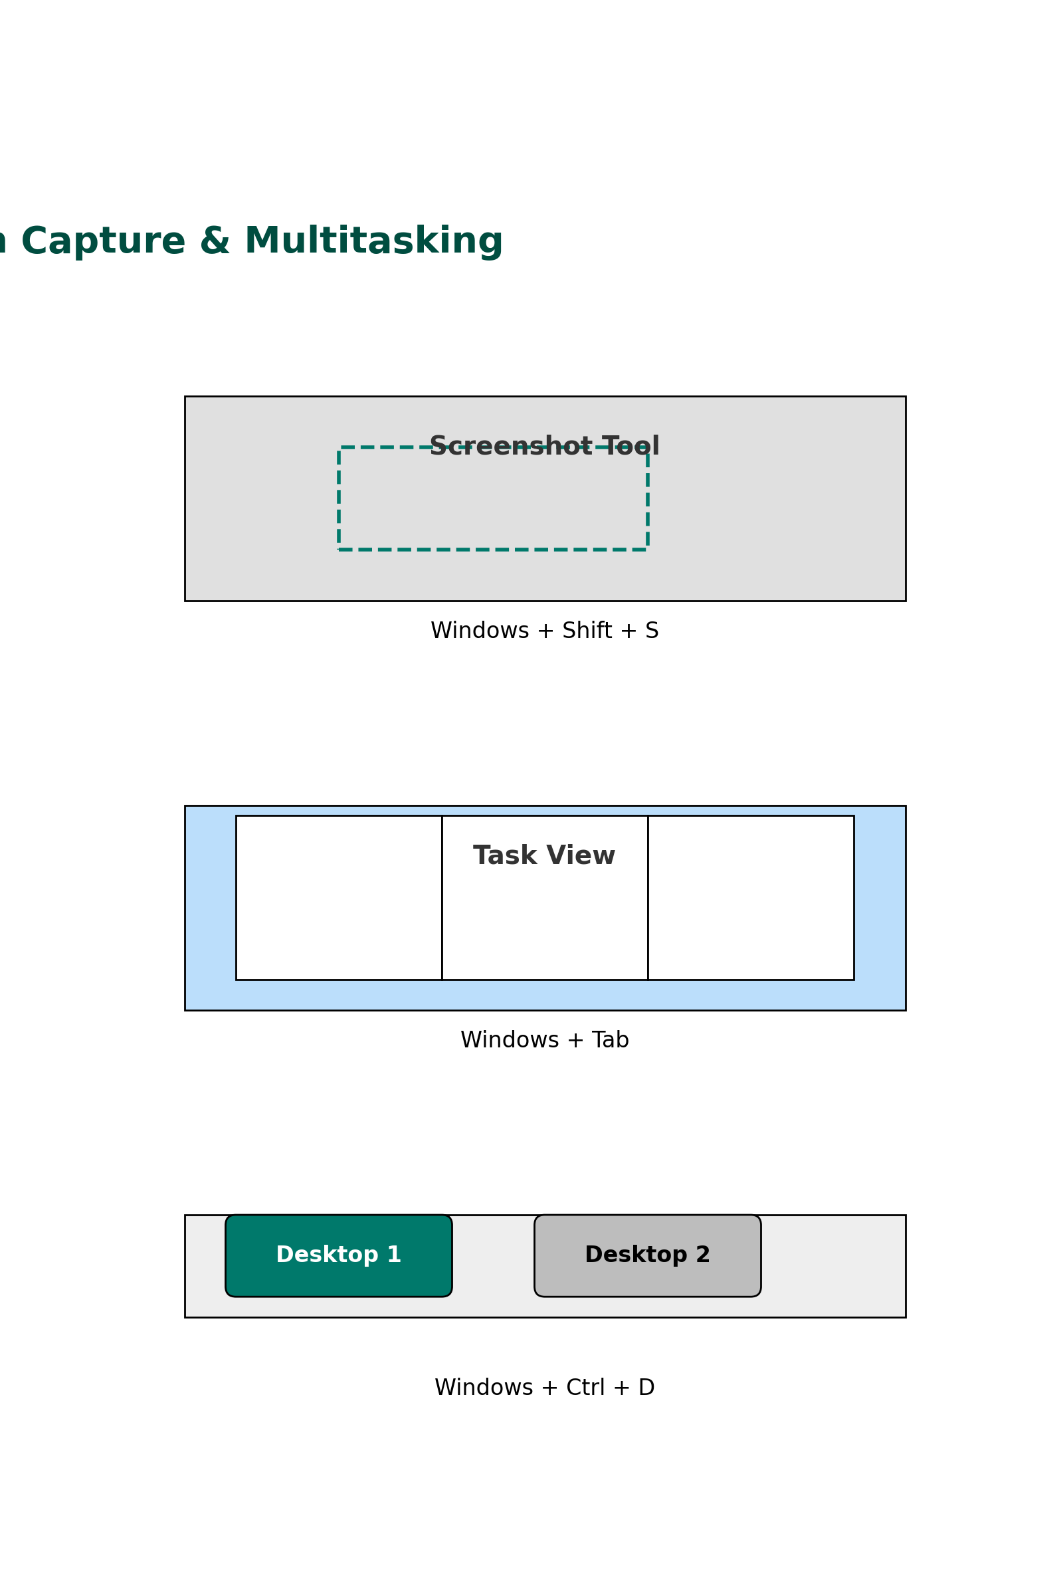 Capture & Multitasking
Screenshot Tool
Windows + Shift + S
Task View
Windows + Tab
Desktop 1 Desktop 2
Windows + Ctrl + D